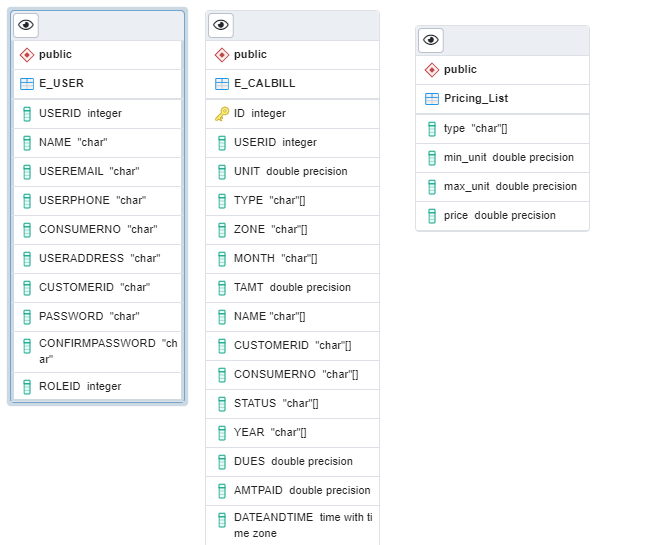 public
E_USER
USERID integer
NAME "char"
USEREMAIL "char"
USERPHONE "char"
CONSUMERNO "char"
USERADDRESS "char"
CUSTOMERID "char"
PASSWORD "char"
CONFIRMPASSWORD "ch
ar"
ROLEID integer
public
E_CALBILL
ID integer
USERID integer
UNIT double precision
TYPE "char"[]
ZONE "char"[]
MONTH "char"[]
TAMT double precision
NAME "char"[]
CUSTOMERID "char"[]
CONSUMERNO "char"[]
STATUS "char"[]
YEAR "char"[]
DUES double precision
AMTPAID double precision
DATEANDTIME time with ti
me zone
public
Pricing_List
type "char"[]
min_unit double precision
max_unit double precision
price double precision